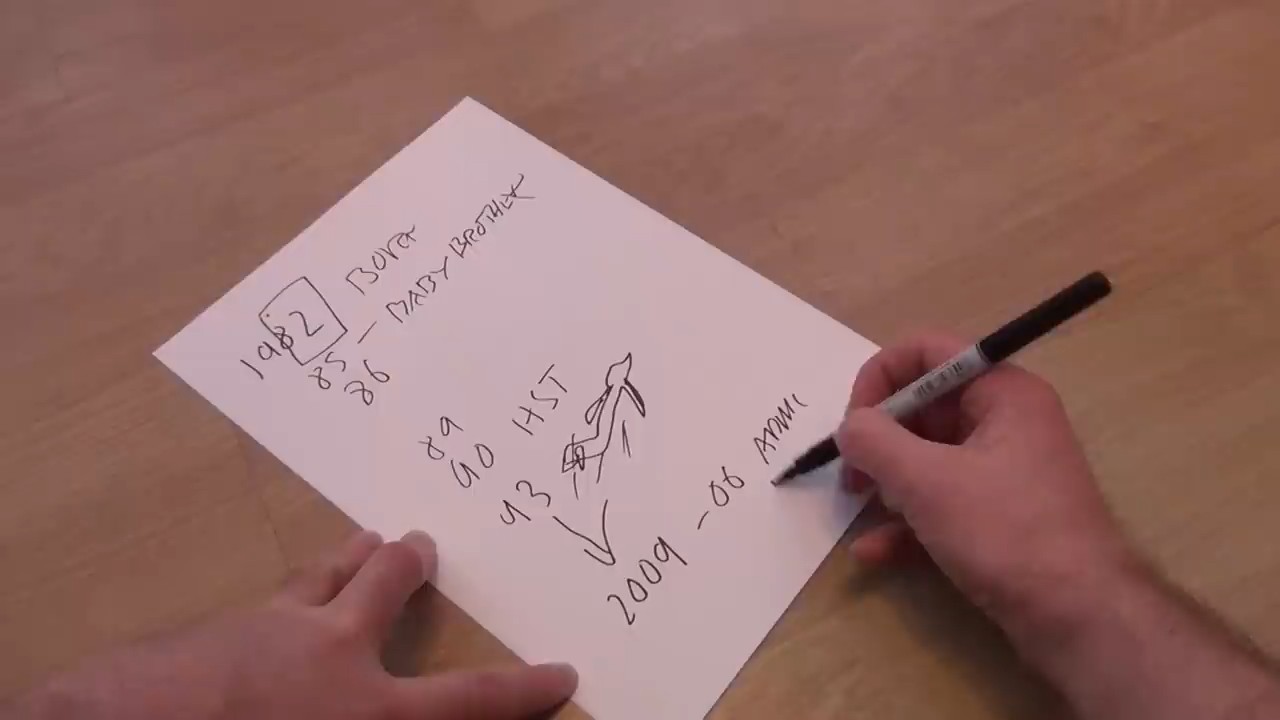 1982 BORN
85 - BABY BROTHER
86
89
90 HST
93
2009 - 06